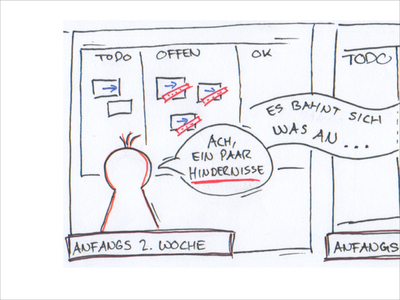 TODO
OFFEN
OK
TODO
ES BAHNT SICH
WAS AN ...
ACH,
EIN PAAR
HINDERNISSE
ANFANGS 2. WOCHE
ANFANGS